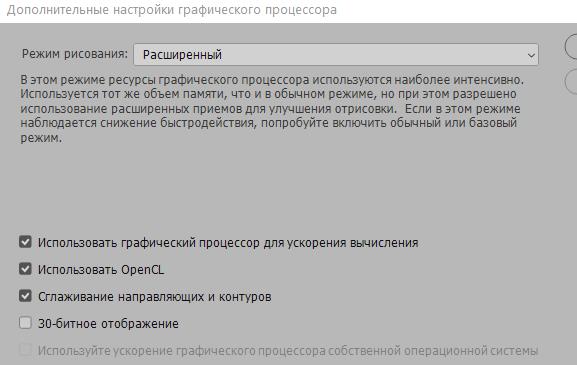 Дополнительные настройки графического процессора
Режим рисования: Расширенный
В этом режиме ресурсы графического процессора используются наиболее интенсивно.
Используется тот же объем памяти, что и в обычном режиме, но при этом разрешено
использование расширенных приемов для улучшения отрисовки. Если в этом режиме
наблюдается снижение быстродействия, попробуйте включить обычный или базовый
режим.
Использовать графический процессор для ускорения вычисления
Использовать OpenCL
Сглаживание направляющих и контуров
30-битное отображение
Используйте ускорение графического процессора собственной операционной системы